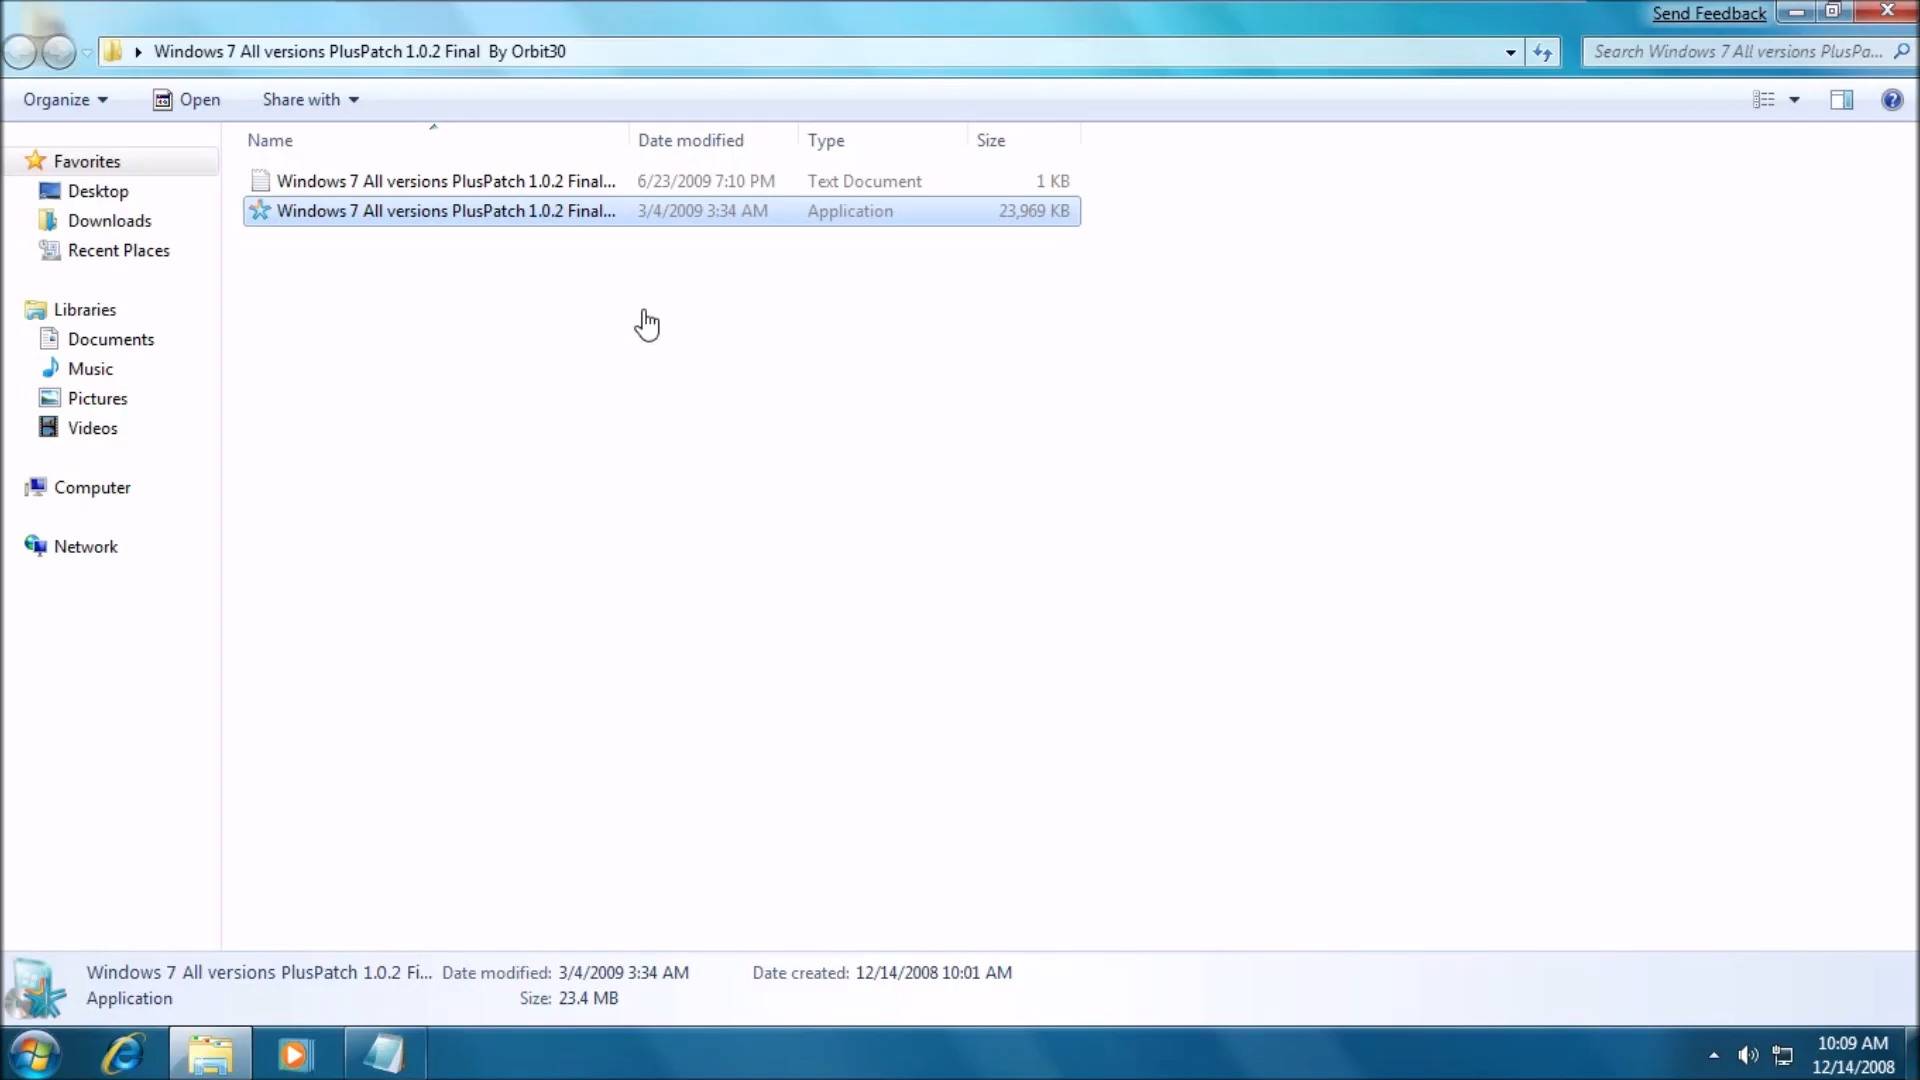 Send Feedback
Windows 7 All versions PlusPatch 1.0.2 Final  By Orbit30
Search Windows 7 All versions PlusPa...
Organize
Open
Share with
Name
Date modified
Type
Size
Windows 7 All versions PlusPatch 1.0.2 Final... 6/23/2009 7:10 PM Text Document 1 KB
Windows 7 All versions PlusPatch 1.0.2 Final... 3/4/2009 3:34 AM Application 23,969 KB
Favorites
Desktop
Downloads
Recent Places
Libraries
Documents
Music
Pictures
Videos
Computer
Network
Windows 7 All versions PlusPatch 1.0.2 Fi... Date modified: 3/4/2009 3:34 AM Date created: 12/14/2008 10:01 AM
Application Size: 23.4 MB
10:09 AM
12/14/2008